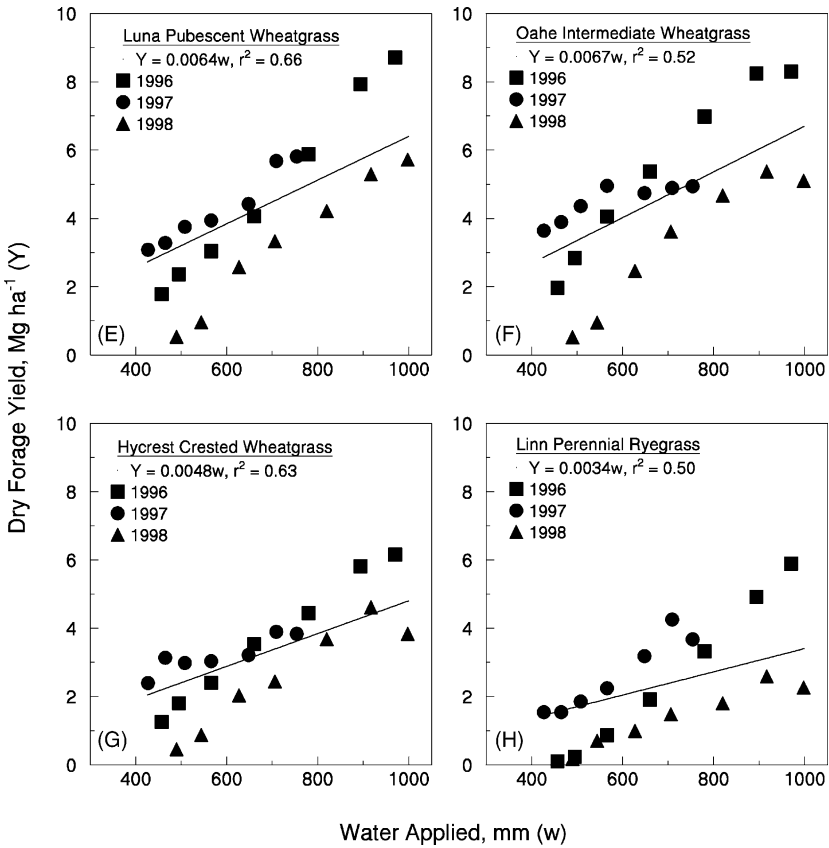 Luna Pubescent Wheatgrass
Y = 0.0064w, r² = 0.66
1996
1997
1998
(E)
10
8
6
4
2
0
400 600 800 1000
Oahe Intermediate Wheatgrass
Y = 0.0067w, r² = 0.52
1996
1997
1998
(F)
10
8
6
4
2
0
400 600 800 1000
Dry Forage Yield, Mg ha⁻¹ (Y)
Hycrest Crested Wheatgrass
Y = 0.0048w, r² = 0.63
1996
1997
1998
(G)
10
8
6
4
2
0
400 600 800 1000
Linn Perennial Ryegrass
Y = 0.0034w, r² = 0.50
1996
1997
1998
(H)
10
8
6
4
2
0
400 600 800 1000
Water Applied, mm (w)